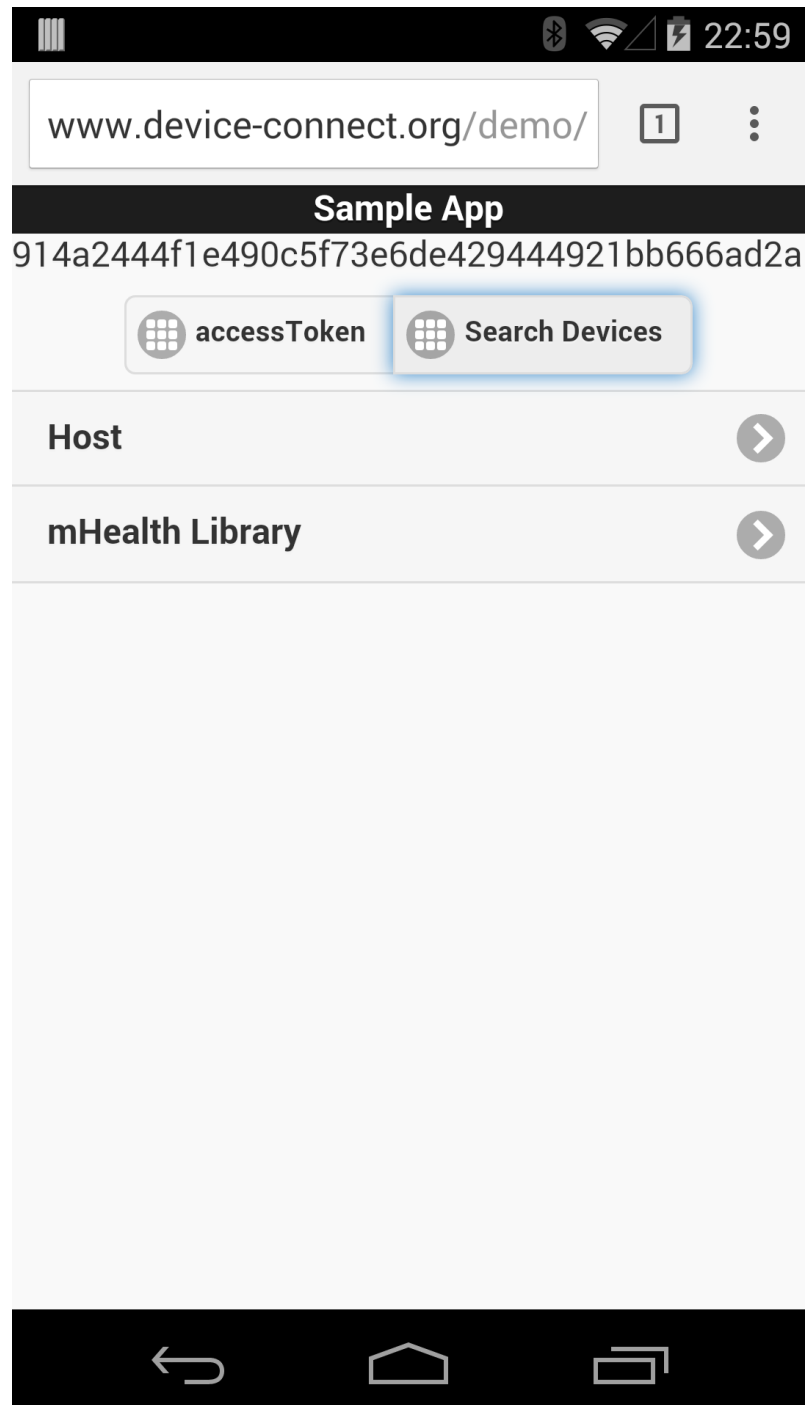 22:59
www.device-connect.org/demo/
1
Sample App
914a2444f1e490c5f73e6de429444921bb666ad2a
accessToken
Search Devices
Host
mHealth Library